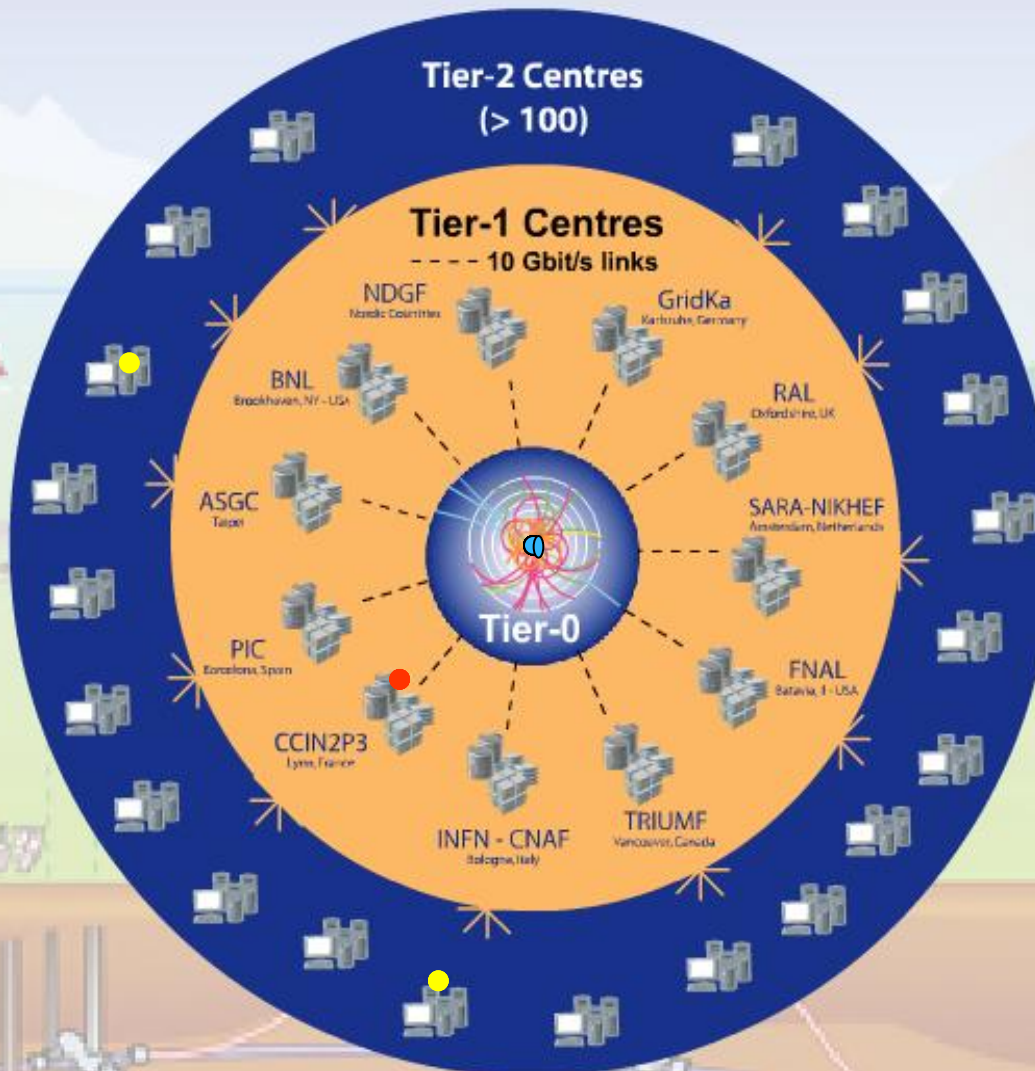 Tier-2 Centres
(> 100)
Tier-1 Centres
---- 10 Gbit/s links
NDGF
Nordic Countries
GridKa
Karlsruhe, Germany
BNL
Brookhaven, NY - USA
RAL
Oxfordshire, UK
ASGC
Taipei
SARA-NIKHEF
Amsterdam, Netherlands
Tier-0
PIC
Barcelona, Spain
FNAL
Batavia, Il - USA
CCIN2P3
Lyon, France
INFN - CNAF
Bologna, Italy
TRIUMF
Vancouver, Canada